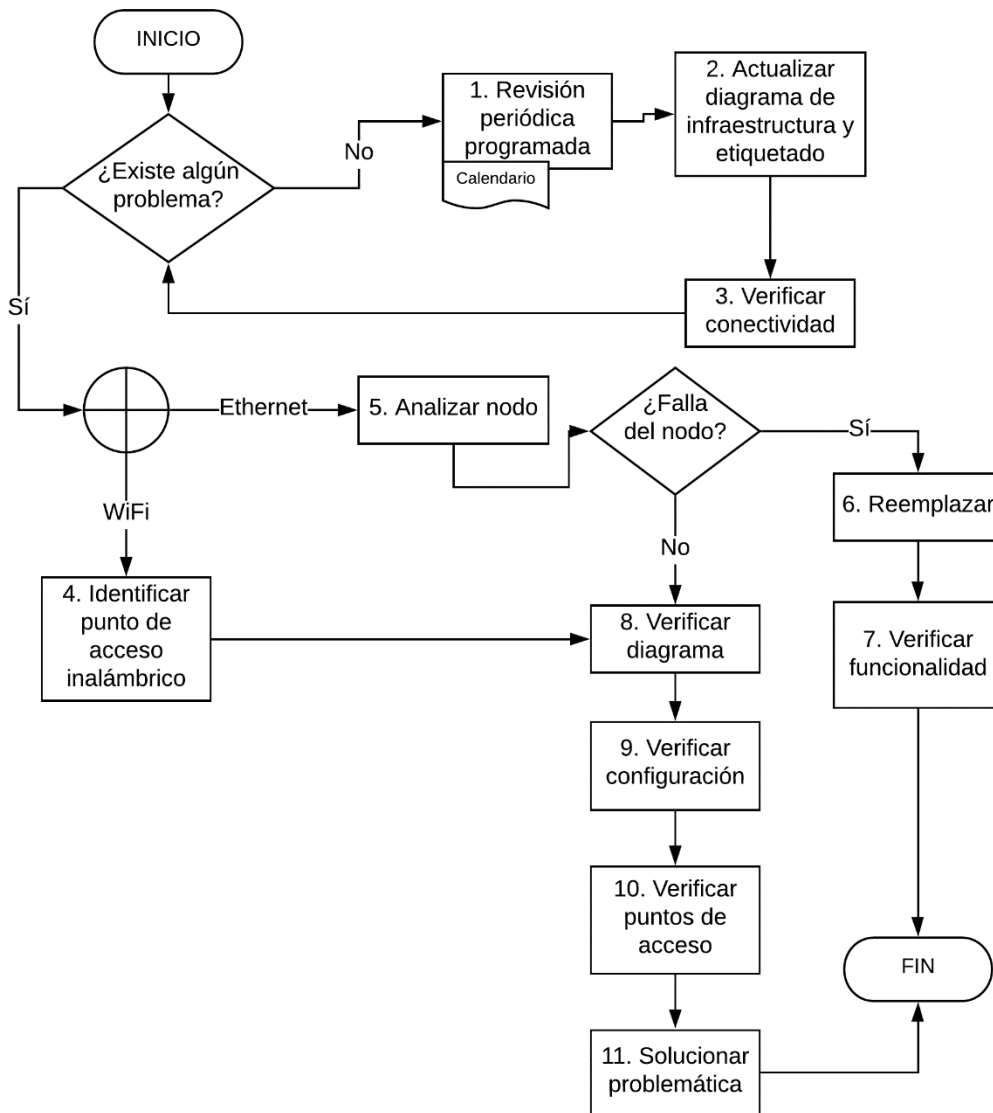 INICIO
¿Existe algún
problema?
No
1. Revisión
periódica
programada
Calendario
2. Actualizar
diagrama de
infraestructura y
etiquetado
3. Verificar
conectividad
Sí
Ethernet
5. Analizar nodo
¿Falla
del nodo?
Sí
6. Reemplazar
7. Verificar
funcionalidad
WiFi
4. Identificar
punto de
acceso
inalámbrico
No
8. Verificar
diagrama
9. Verificar
configuración
10. Verificar
puntos de
acceso
11. Solucionar
problemática
FIN